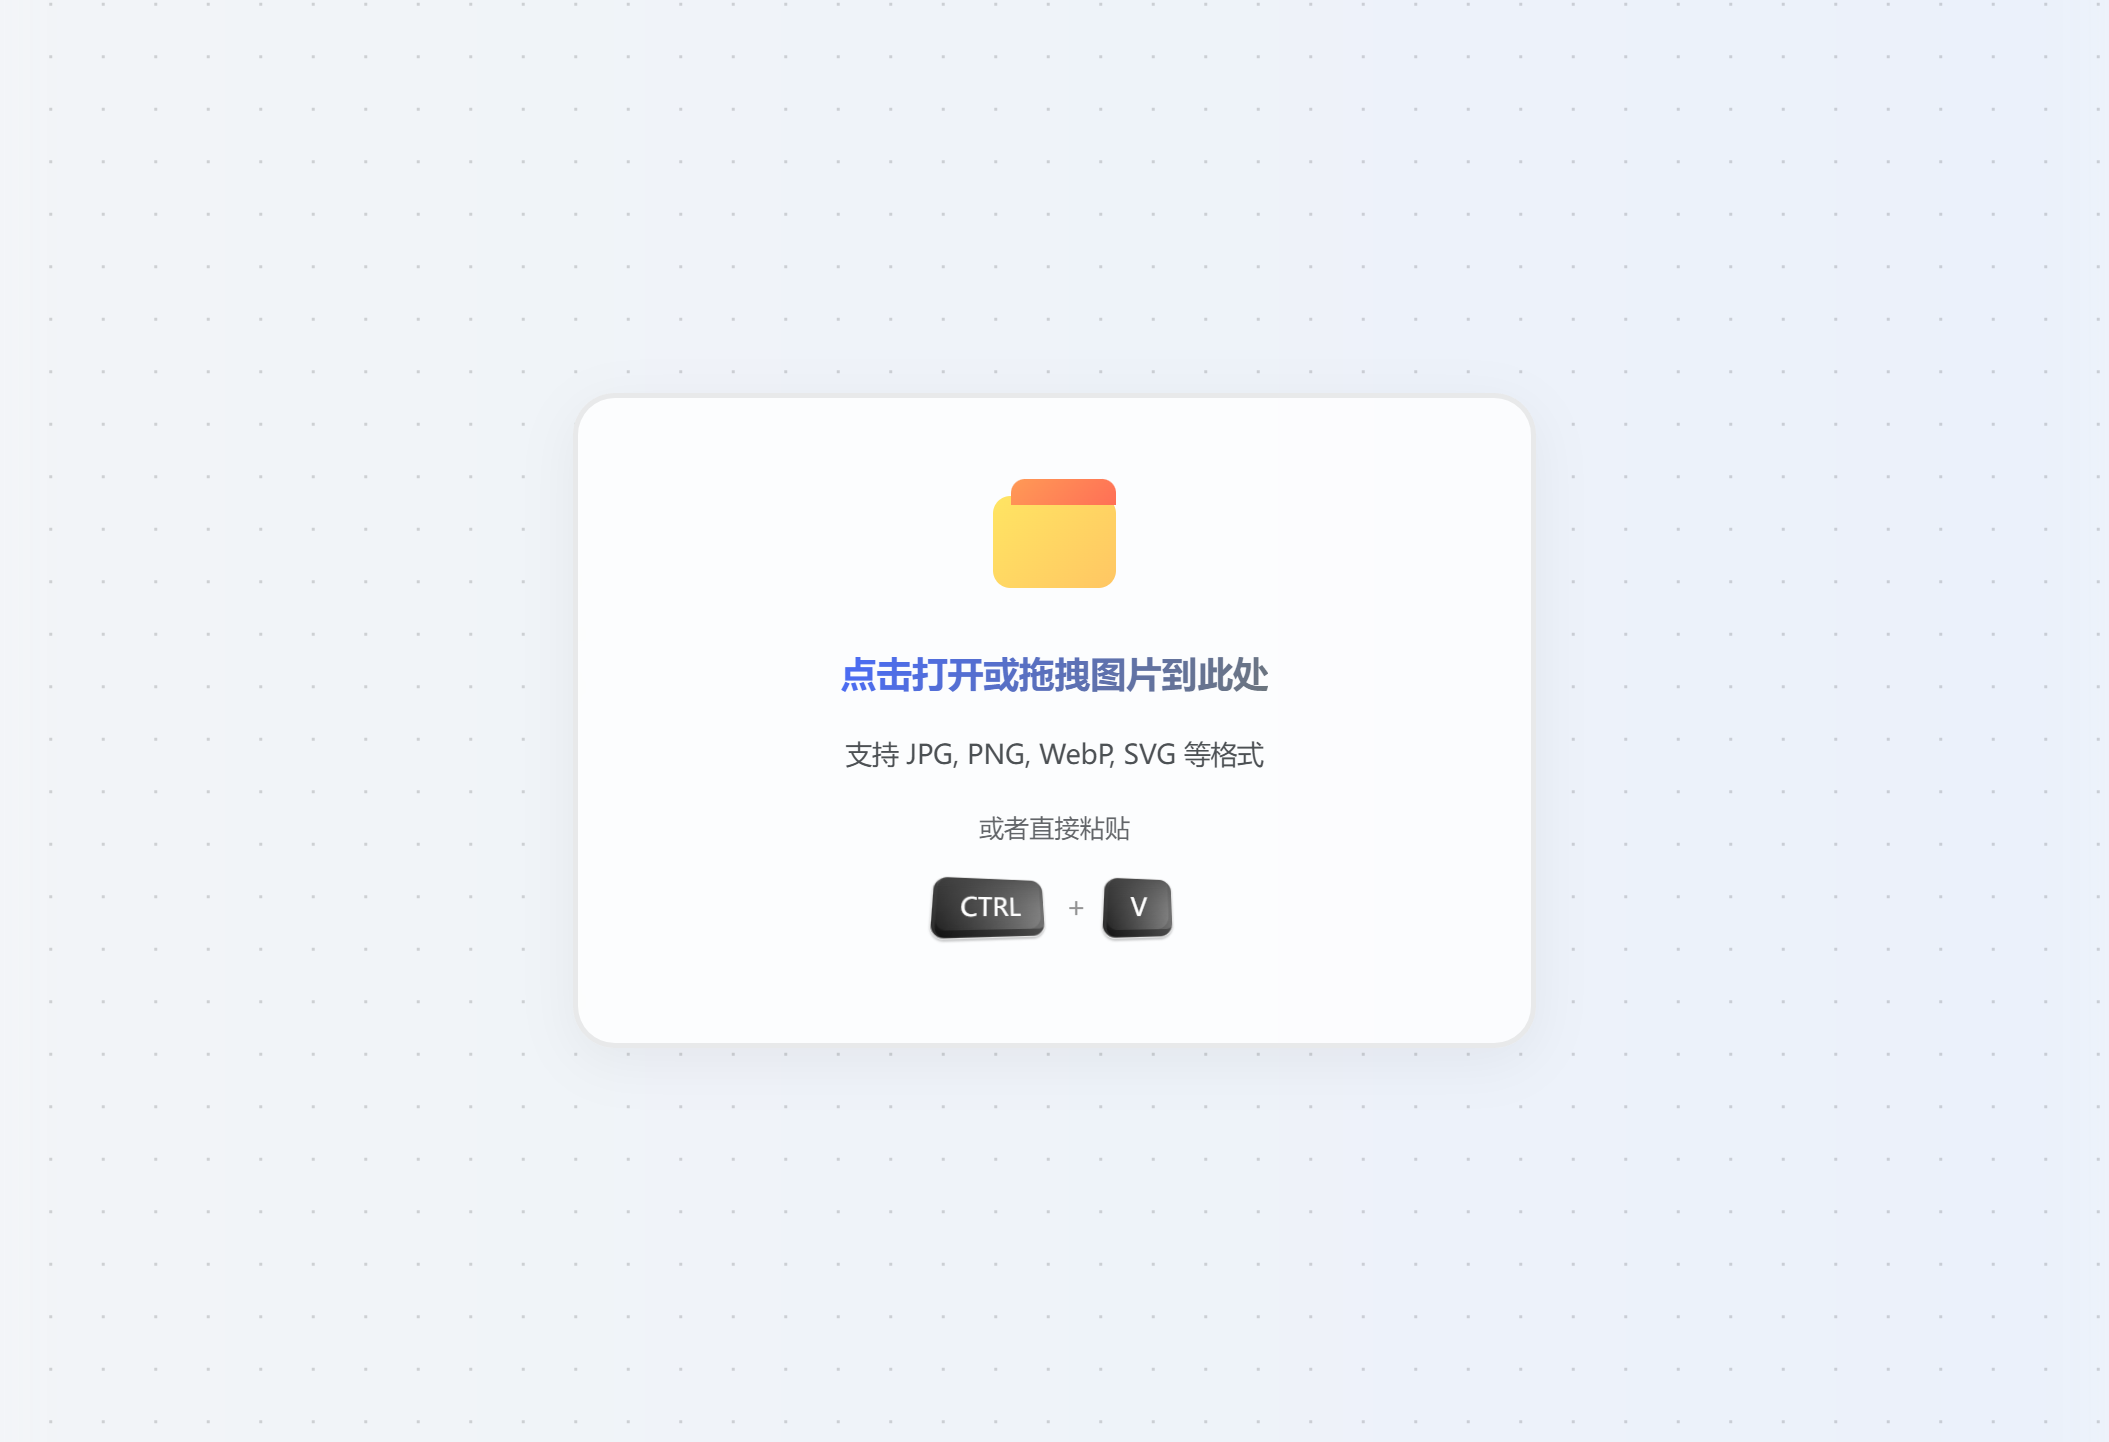 点击打开或拖拽图片到此处
支持 JPG, PNG, WebP, SVG 等格式
或者直接粘贴
CTRL + V